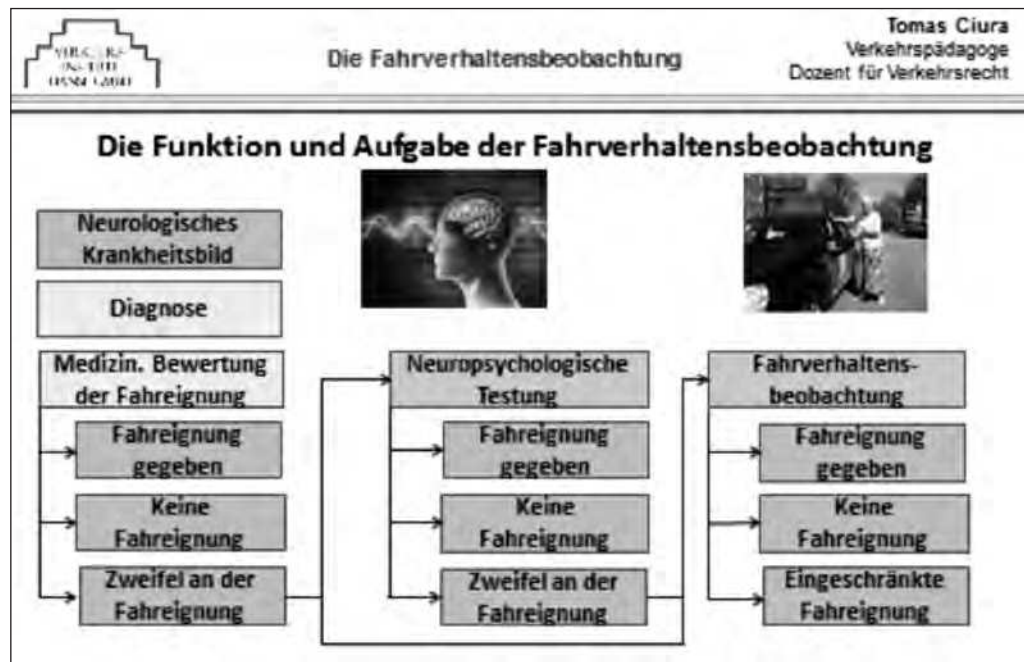 Die Fahrverhaltensbeobachtung
Tomas Ciura
Verkehrspädagoge
Dozent für Verkehrsrecht
Die Funktion und Aufgabe der Fahrverhaltensbeobachtung
Neurologisches
Krankheitsbild
Diagnose
Medizin. Bewertung
der Fahreignung
Fahreignung
gegeben
Keine
Fahreignung
Zweifel an der
Fahreignung
Neuropsychologische
Testung
Fahreignung
gegeben
Keine
Fahreignung
Zweifel an der
Fahreignung
Fahrverhaltens-
beobachtung
Fahreignung
gegeben
Keine
Fahreignung
Eingeschränkte
Fahreignung